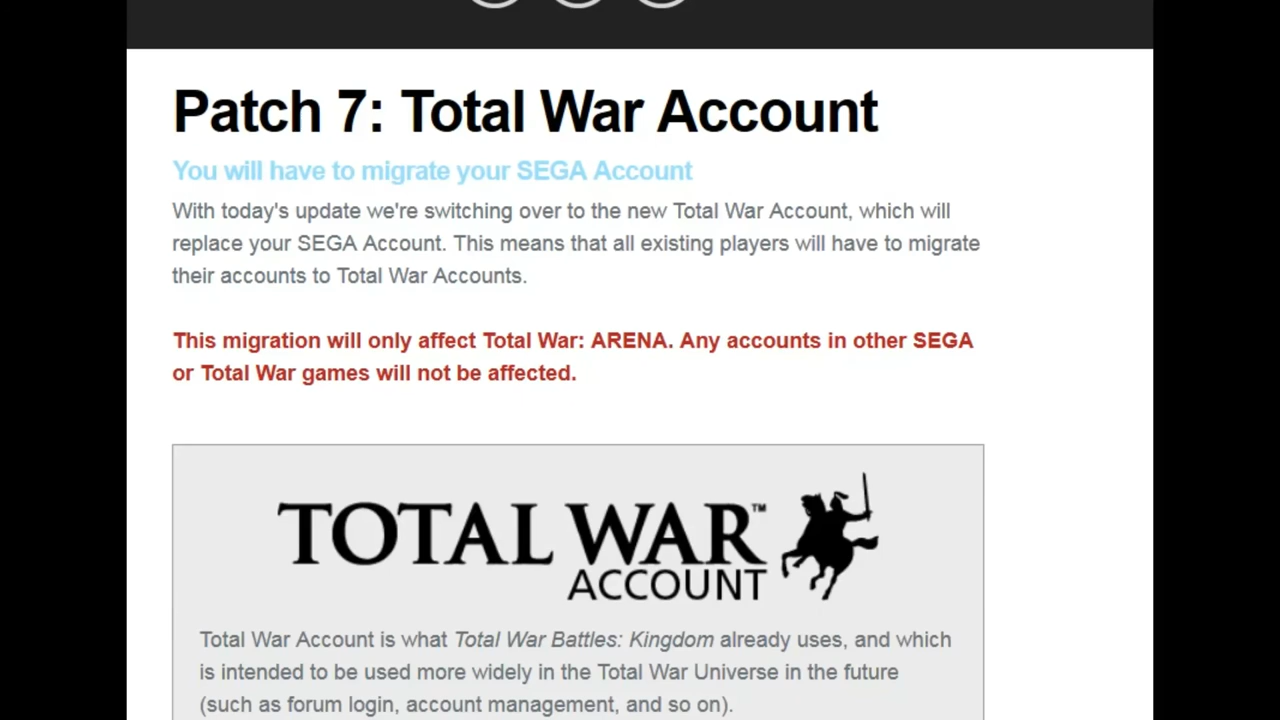 Patch 7: Total War Account
You will have to migrate your SEGA Account
With today's update we're switching over to the new Total War Account, which will
replace your SEGA Account. This means that all existing players will have to migrate
their accounts to Total War Accounts.
This migration will only affect Total War: ARENA. Any accounts in other SEGA
or Total War games will not be affected.
TOTAL WAR™
ACCOUNT
Total War Account is what Total War Battles: Kingdom already uses, and which
is intended to be used more widely in the Total War Universe in the future
(such as forum login, account management, and so on).